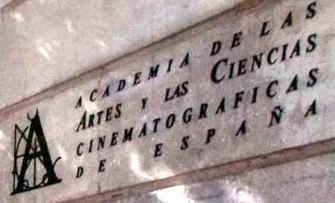 A
ACADEMIA DE LAS
ARTES Y LAS CIENCIAS
CINEMATOGRAFICAS
DE ESPAÑA